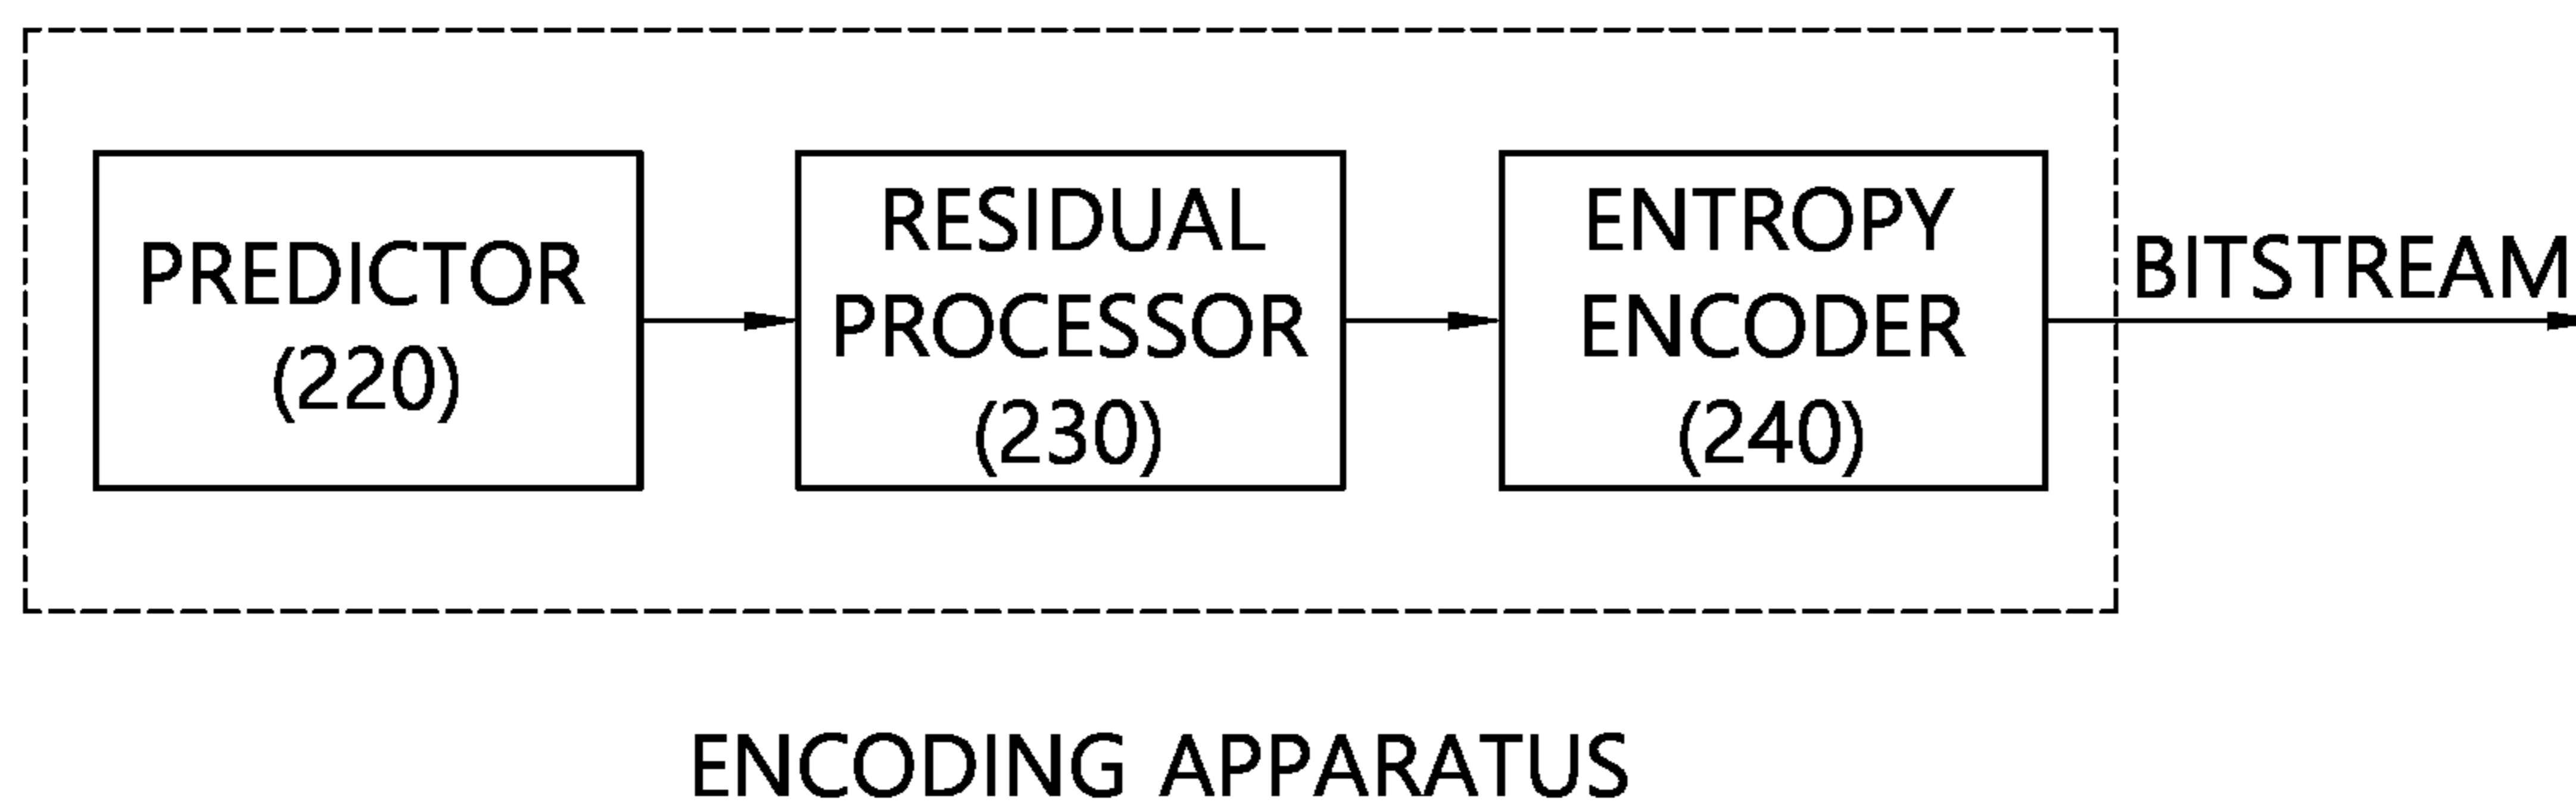 PREDICTOR
(220)
RESIDUAL
PROCESSOR
(230)
ENTROPY
ENCODER
(240)
BITSTREAM
ENCODING APPARATUS